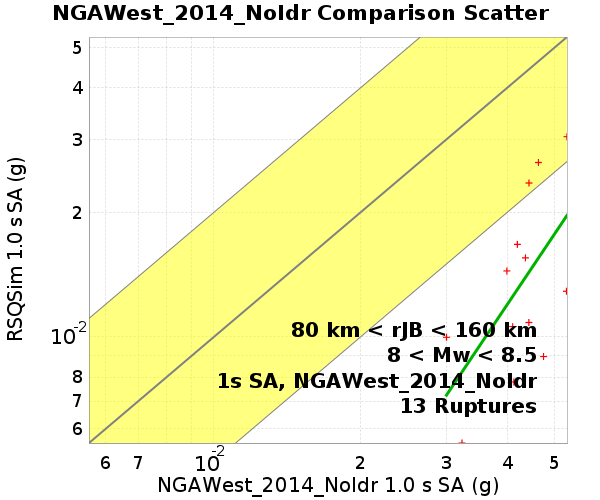 NGAWest_2014_NoIdr Comparison Scatter
RSQSim 1.0 s SA (g)
5
4
3
2
10-2
8
7
6
80 km < rJB < 160 km
8 < Mw < 8.5
1s SA, NGAWest_2014_NoIdr
13 Ruptures
6 7 10-2 2 3 4 5
NGAWest_2014_NoIdr 1.0 s SA (g)